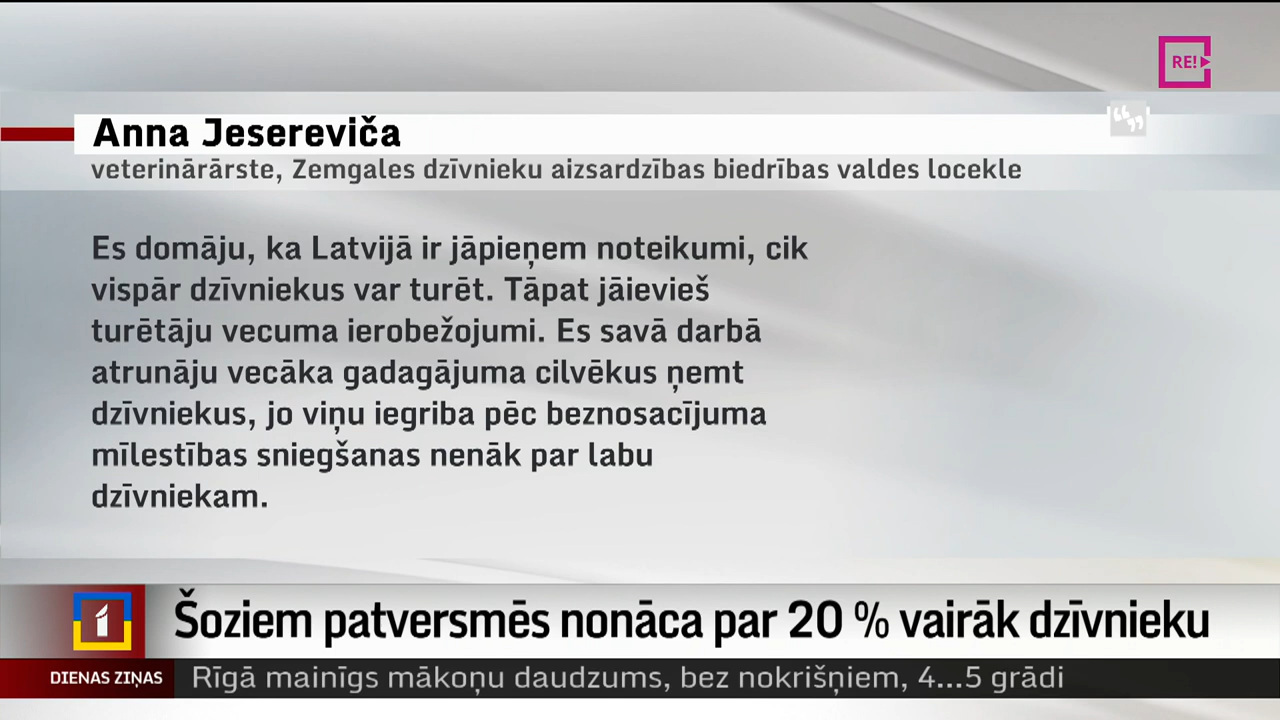 RE!
Anna Jesereviča
veterinārārste, Zemgales dzīvnieku aizsardzības biedrības valdes locekle
Es domāju, ka Latvijā ir jāpieņem noteikumi, cik
vispār dzīvniekus var turēt. Tāpat jāievieš
turētāju vecuma ierobežojumi. Es savā darbā
atrunāju vecāka gadagājuma cilvēkus ņemt
dzīvniekus, jo viņu iegriba pēc beznosacījuma
mīlestības sniegšanas nenāk par labu
dzīvniekam.
1
Šoziem patversmēs nonāca par 20 % vairāk dzīvnieku
DIENAS ZIŅAS
Rīgā mainīgs mākoņu daudzums, bez nokrišņiem, 4...5 grādi